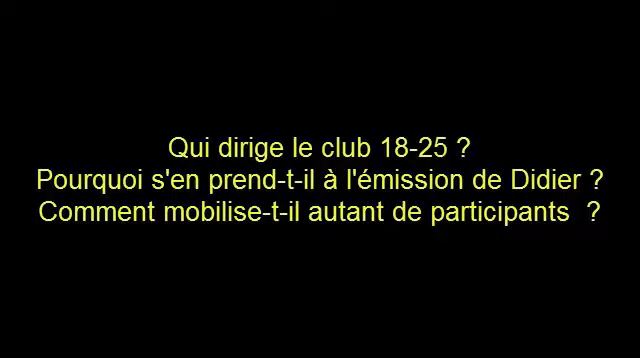 Qui dirige le club 18-25 ?
Pourquoi s'en prend-t-il à l'émission de Didier ?
Comment mobilise-t-il autant de participants  ?